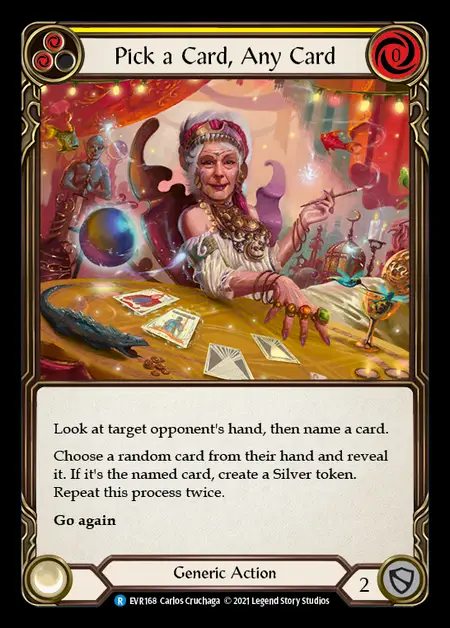 Pick a Card, Any Card
0
Look at target opponent's hand, then name a card.
Choose a random card from their hand and reveal
it. If it's the named card, create a Silver token.
Repeat this process twice.
Go again
Generic Action
2
R EVR168 Carlos Cruchaga © 2021 Legend Story Studios